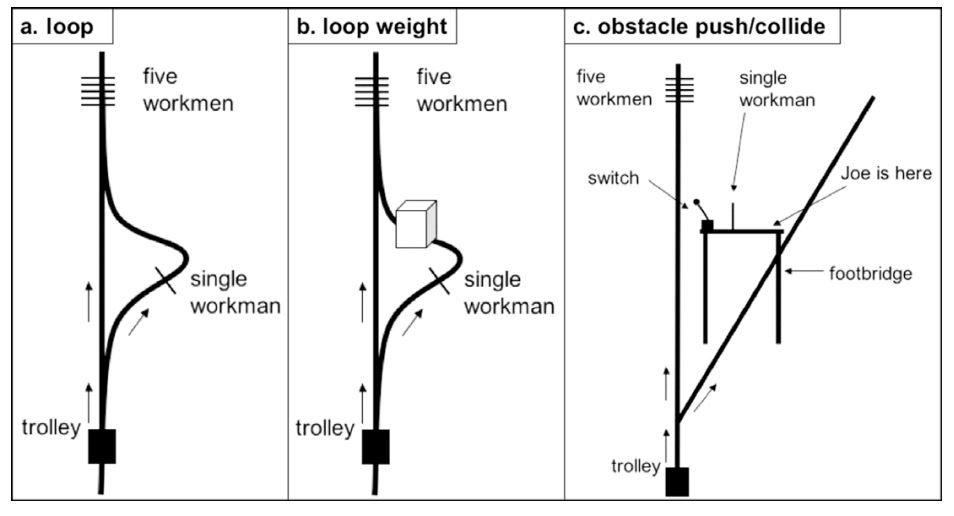 a. loop
five
workmen
single
workman
trolley
b. loop weight
five
workmen
single
workman
trolley
c. obstacle push/collide
five
workmen
single
workman
switch
Joe is here
footbridge
trolley